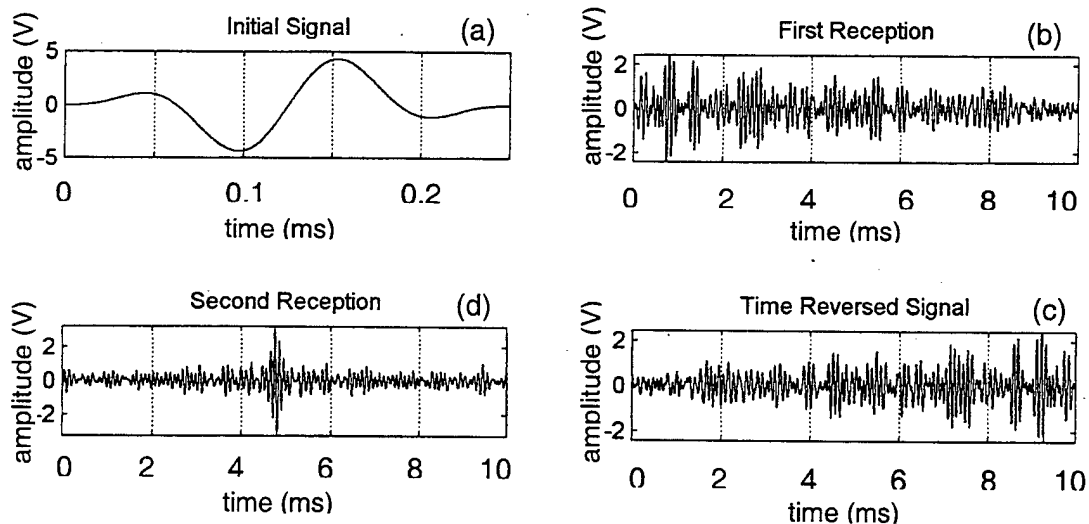 Initial Signal (a)
amplitude (V)
5
0
-5
0 0.1 0.2
time (ms)
First Reception (b)
amplitude (V)
2
0
-2
0 2 4 6 8 10
time (ms)
Second Reception (d)
amplitude (V)
2
0
-2
0 2 4 6 8 10
time (ms)
Time Reversed Signal (c)
amplitude (V)
2
0
-2
0 2 4 6 8 10
time (ms)